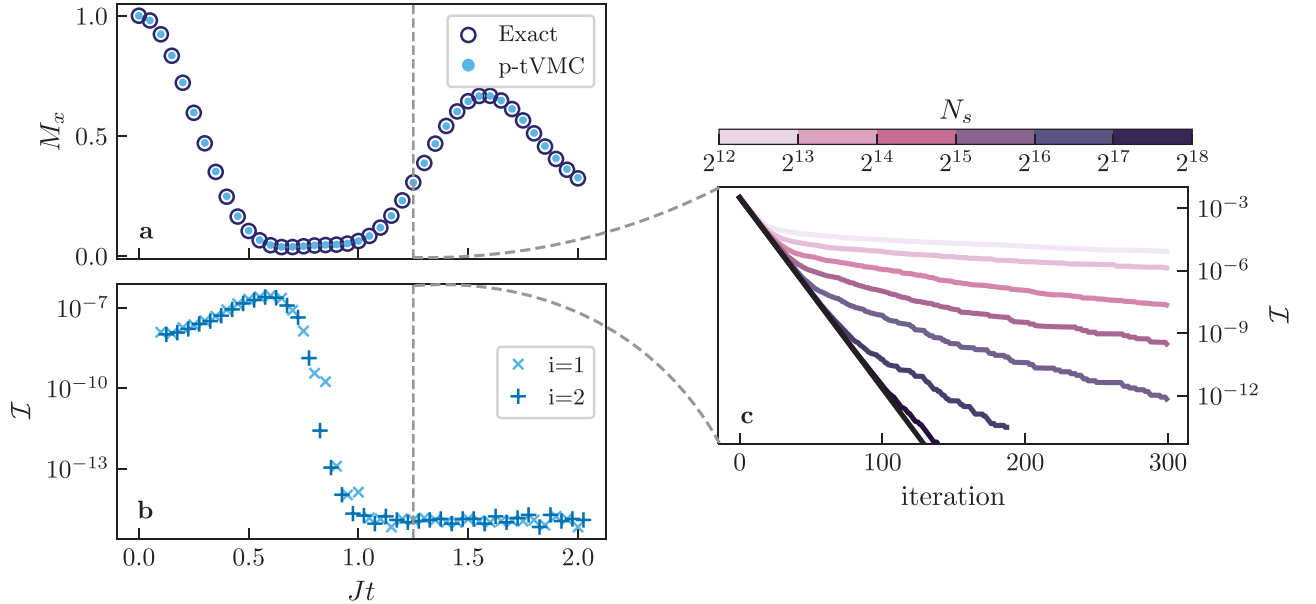 1.0
0.5
0.0
M_x
Exact
p-tVMC
a
10^{-7}
10^{-10}
10^{-13}
ℐ
i=1
i=2
b
0.0 0.5 1.0 1.5 2.0
Jt
N_s
2^{12} 2^{13} 2^{14} 2^{15} 2^{16} 2^{17} 2^{18}
10^{-3}
10^{-6}
10^{-9}
10^{-12}
ℐ
c
0 100 200 300
iteration